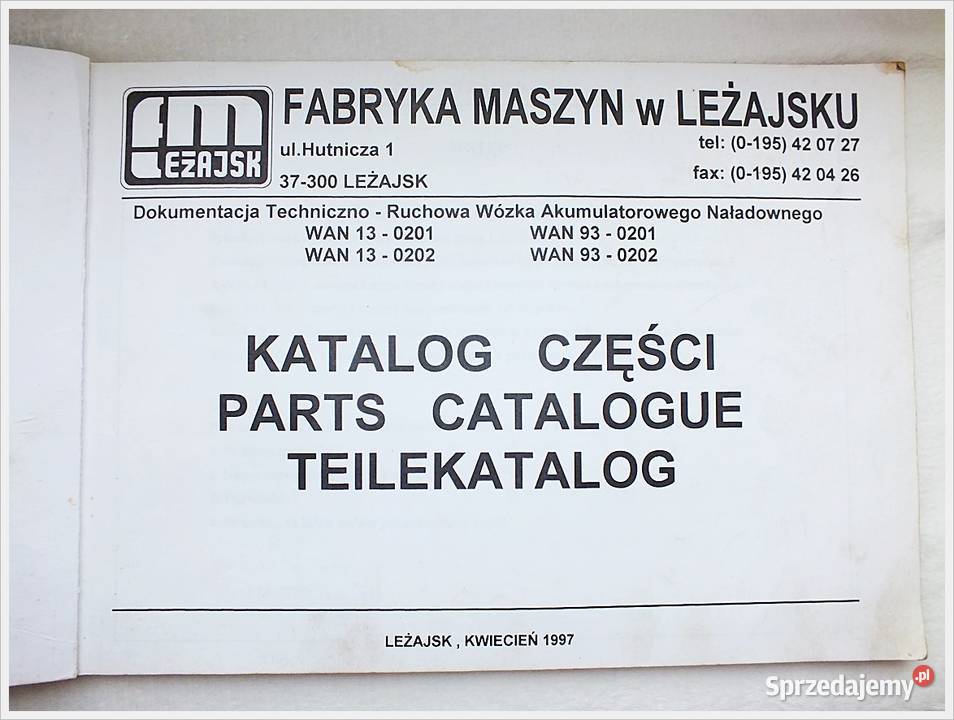 FABRYKA MASZYN w LEŻAJSKU
FM LEŻAJSK
ul.Hutnicza 1
tel: (0-195) 42 07 27
37-300 LEŻAJSK
fax: (0-195) 42 04 26
Dokumentacja Techniczno - Ruchowa Wózka Akumulatorowego Naładownego
WAN 13 - 0201 WAN 93 - 0201
WAN 13 - 0202 WAN 93 - 0202
KATALOG CZĘŚCI
PARTS CATALOGUE
TEILEKATALOG
LEŻAJSK , KWIECIEŃ 1997
Sprzedajemy.pl